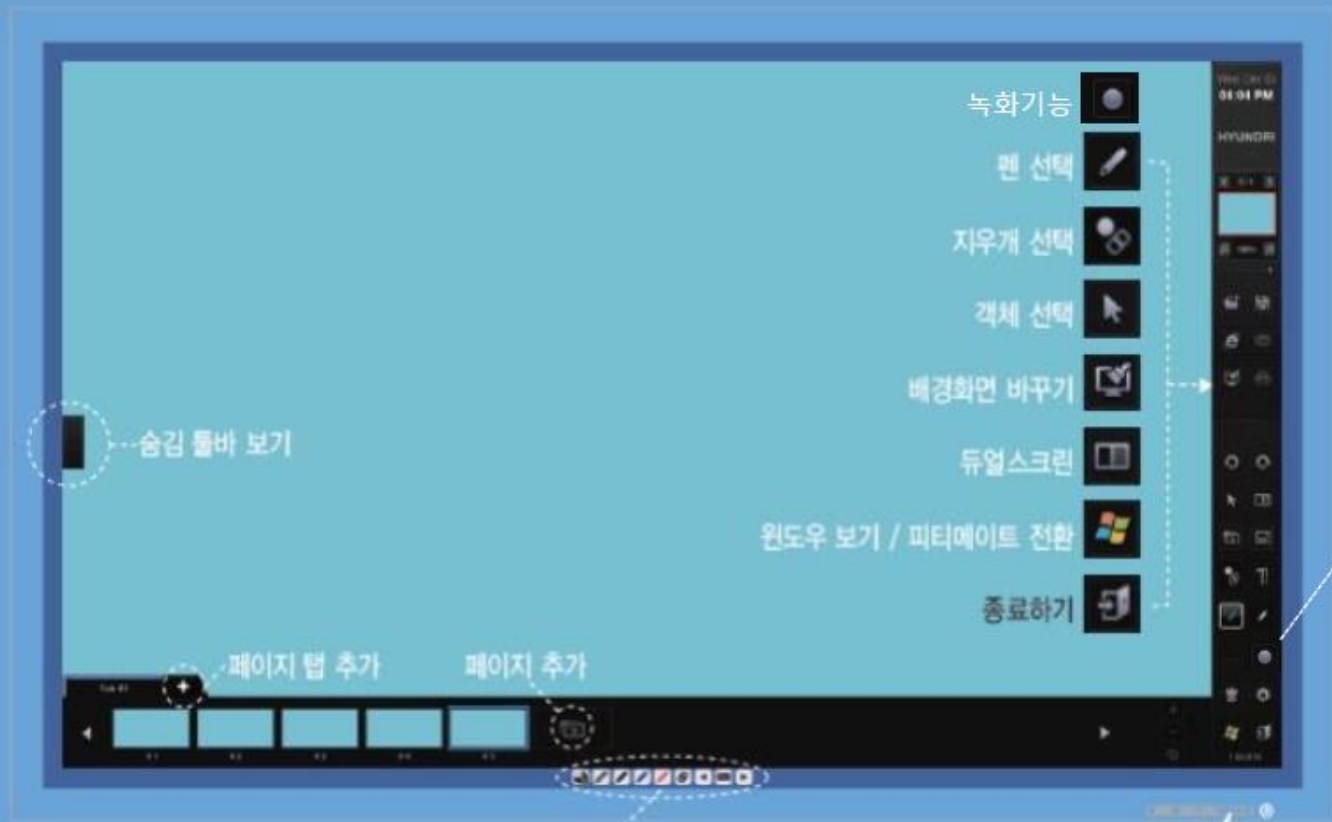 녹화기능
04:04 PM
HYUNDAI
펜 선택
지우개 선택
객체 선택
배경화면 바꾸기
숨김 툴바 보기
듀얼스크린
윈도우 보기 / 피티메이트 전환
종료하기
페이지 탭 추가
페이지 추가